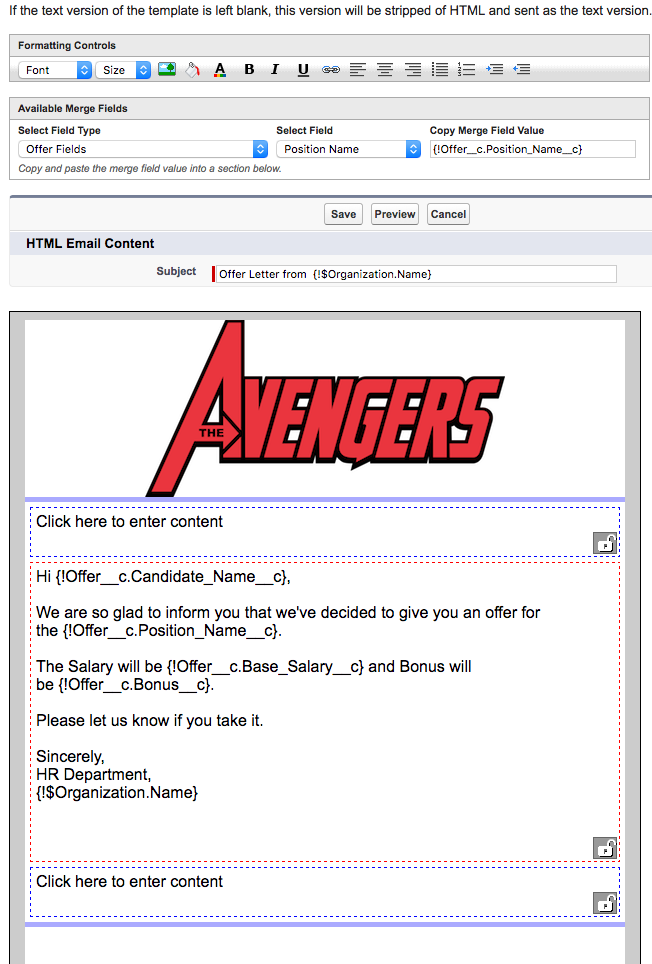 If the text version of the template is left blank, this version will be stripped of HTML and sent as the text version.
Formatting Controls
Font Size A B I U
Available Merge Fields
Select Field Type Select Field Copy Merge Field Value
Offer Fields Position Name {!Offer__c.Position_Name__c}
Copy and paste the merge field value into a section below.
Save Preview Cancel
HTML Email Content
Subject Offer Letter from {!$Organization.Name}
THE AVENGERS
Click here to enter content
Hi {!Offer__c.Candidate_Name__c},
We are so glad to inform you that we've decided to give you an offer for
the {!Offer__c.Position_Name__c}.
The Salary will be {!Offer__c.Base_Salary__c} and Bonus will
be {!Offer__c.Bonus__c}.
Please let us know if you take it.
Sincerely,
HR Department,
{!$Organization.Name}
Click here to enter content